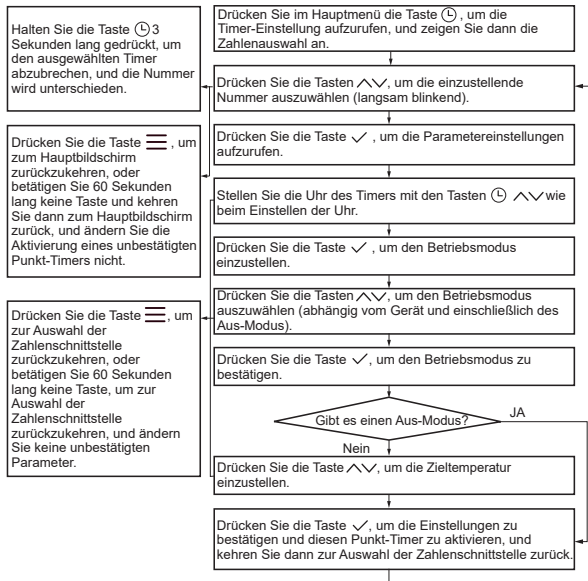 Halten Sie die Taste 3
Sekunden lang gedrückt, um
den ausgewählten Timer
abzubrechen, und die Nummer
wird unterschieden.
Drücken Sie die Taste ☰, um
zum Hauptbildschirm
zurückzukehren, oder
betätigen Sie 60 Sekunden
lang keine Taste und kehren
Sie dann zum Hauptbildschirm
zurück, und ändern Sie die
Aktivierung eines unbestätigten
Punkt-Timers nicht.
Drücken Sie die Taste ☰, um
zur Auswahl der
Zahlenschnittstelle
zurückzukehren, oder
betätigen Sie 60 Sekunden
lang keine Taste, um zur
Auswahl der
Zahlenschnittstelle
zurückzukehren, und ändern
Sie keine unbestätigten
Parameter.
Drücken Sie im Hauptmenü die Taste , um die
Timer-Einstellung aufzurufen, und zeigen Sie dann die
Zahlenauswahl an.
Drücken Sie die Tasten , um die einzustellende
Nummer auszuwählen (langsam blinkend).
Drücken Sie die Taste ✓ , um die Parametereinstellungen
aufzurufen.
Stellen Sie die Uhr des Timers mit den Tasten wie
beim Einstellen der Uhr.
Drücken Sie die Taste ✓ , um den Betriebsmodus
einzustellen.
Drücken Sie die Tasten , um den Betriebsmodus
auszuwählen (abhängig vom Gerät und einschließlich des
Aus-Modus).
Drücken Sie die Taste ✓, um den Betriebsmodus zu
bestätigen.
Gibt es einen Aus-Modus?
JA
Nein
Drücken Sie die Taste , um die Zieltemperatur
einzustellen.
Drücken Sie die Taste ✓, um die Einstellungen zu
bestätigen und diesen Punkt-Timer zu aktivieren, und
kehren Sie dann zur Auswahl der Zahlenschnittstelle zurück.